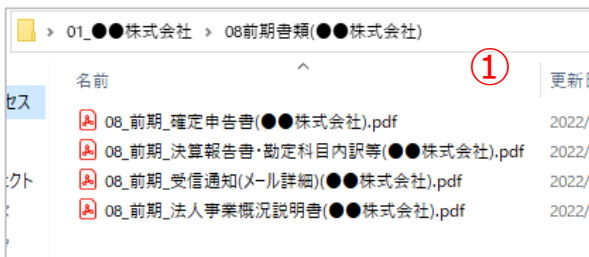 01_●●株式会社 > 08前期書類(●●株式会社)
①
名前
更新日
セス
08_前期_確定申告書(●●株式会社).pdf 2022/
08_前期_決算報告書・勘定科目内訳等(●●株式会社).pdf 2022/
クト
08_前期_受信通知(メール詳細)(●●株式会社).pdf 2022/
08_前期_法人事業概況説明書(●●株式会社).pdf 2022/